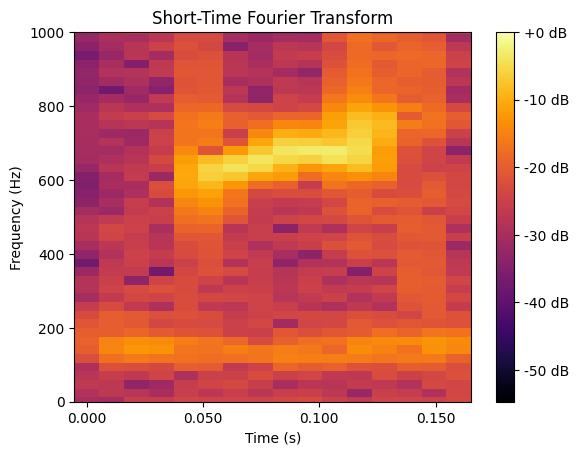 Short-Time Fourier Transform
1000
800
600
400
200
0
Frequency (Hz)
0.000
0.050
0.100
0.150
Time (s)
+0 dB
-10 dB
-20 dB
-30 dB
-40 dB
-50 dB